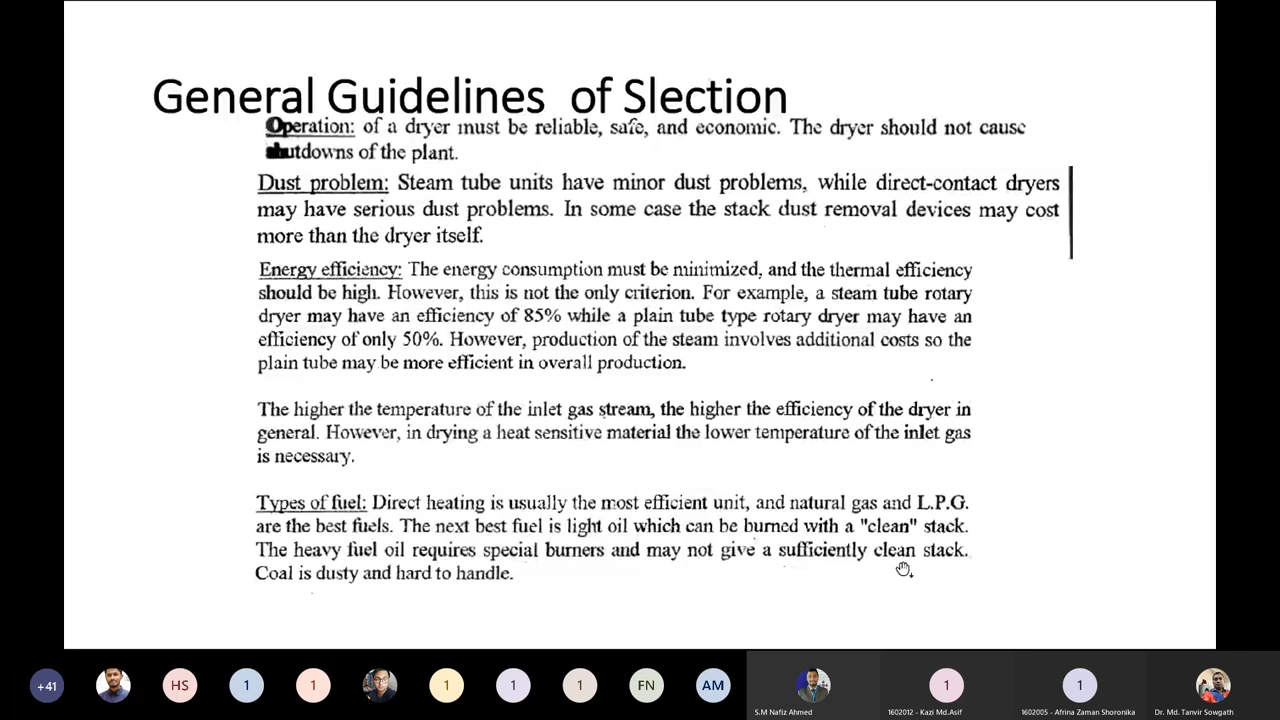 General Guidelines of Slection
Operation: of a dryer must be reliable, safe, and economic. The dryer should not cause
shutdowns of the plant.
Dust problem: Steam tube units have minor dust problems, while direct-contact dryers
may have serious dust problems. In some case the stack dust removal devices may cost
more than the dryer itself.
Energy efficiency: The energy consumption must be minimized, and the thermal efficiency
should be high. However, this is not the only criterion. For example, a steam tube rotary
dryer may have an efficiency of 85% while a plain tube type rotary dryer may have an
efficiency of only 50%. However, production of the steam involves additional costs so the
plain tube may be more efficient in overall production.
The higher the temperature of the inlet gas stream, the higher the efficiency of the dryer in
general. However, in drying a heat sensitive material the lower temperature of the inlet gas
is necessary.
Types of fuel: Direct heating is usually the most efficient unit, and natural gas and L.P.G.
are the best fuels. The next best fuel is light oil which can be burned with a "clean" stack.
The heavy fuel oil requires special burners and may not give a sufficiently clean stack.
Coal is dusty and hard to handle.
+41 HS 1 1 1 1 1 FN AM 1 1
S.M Nafiz Ahmed 1602012 - Kazi Md.Asif 1602005 - Afrina Zaman Shoronika Dr. Md. Tanvir Sowgath